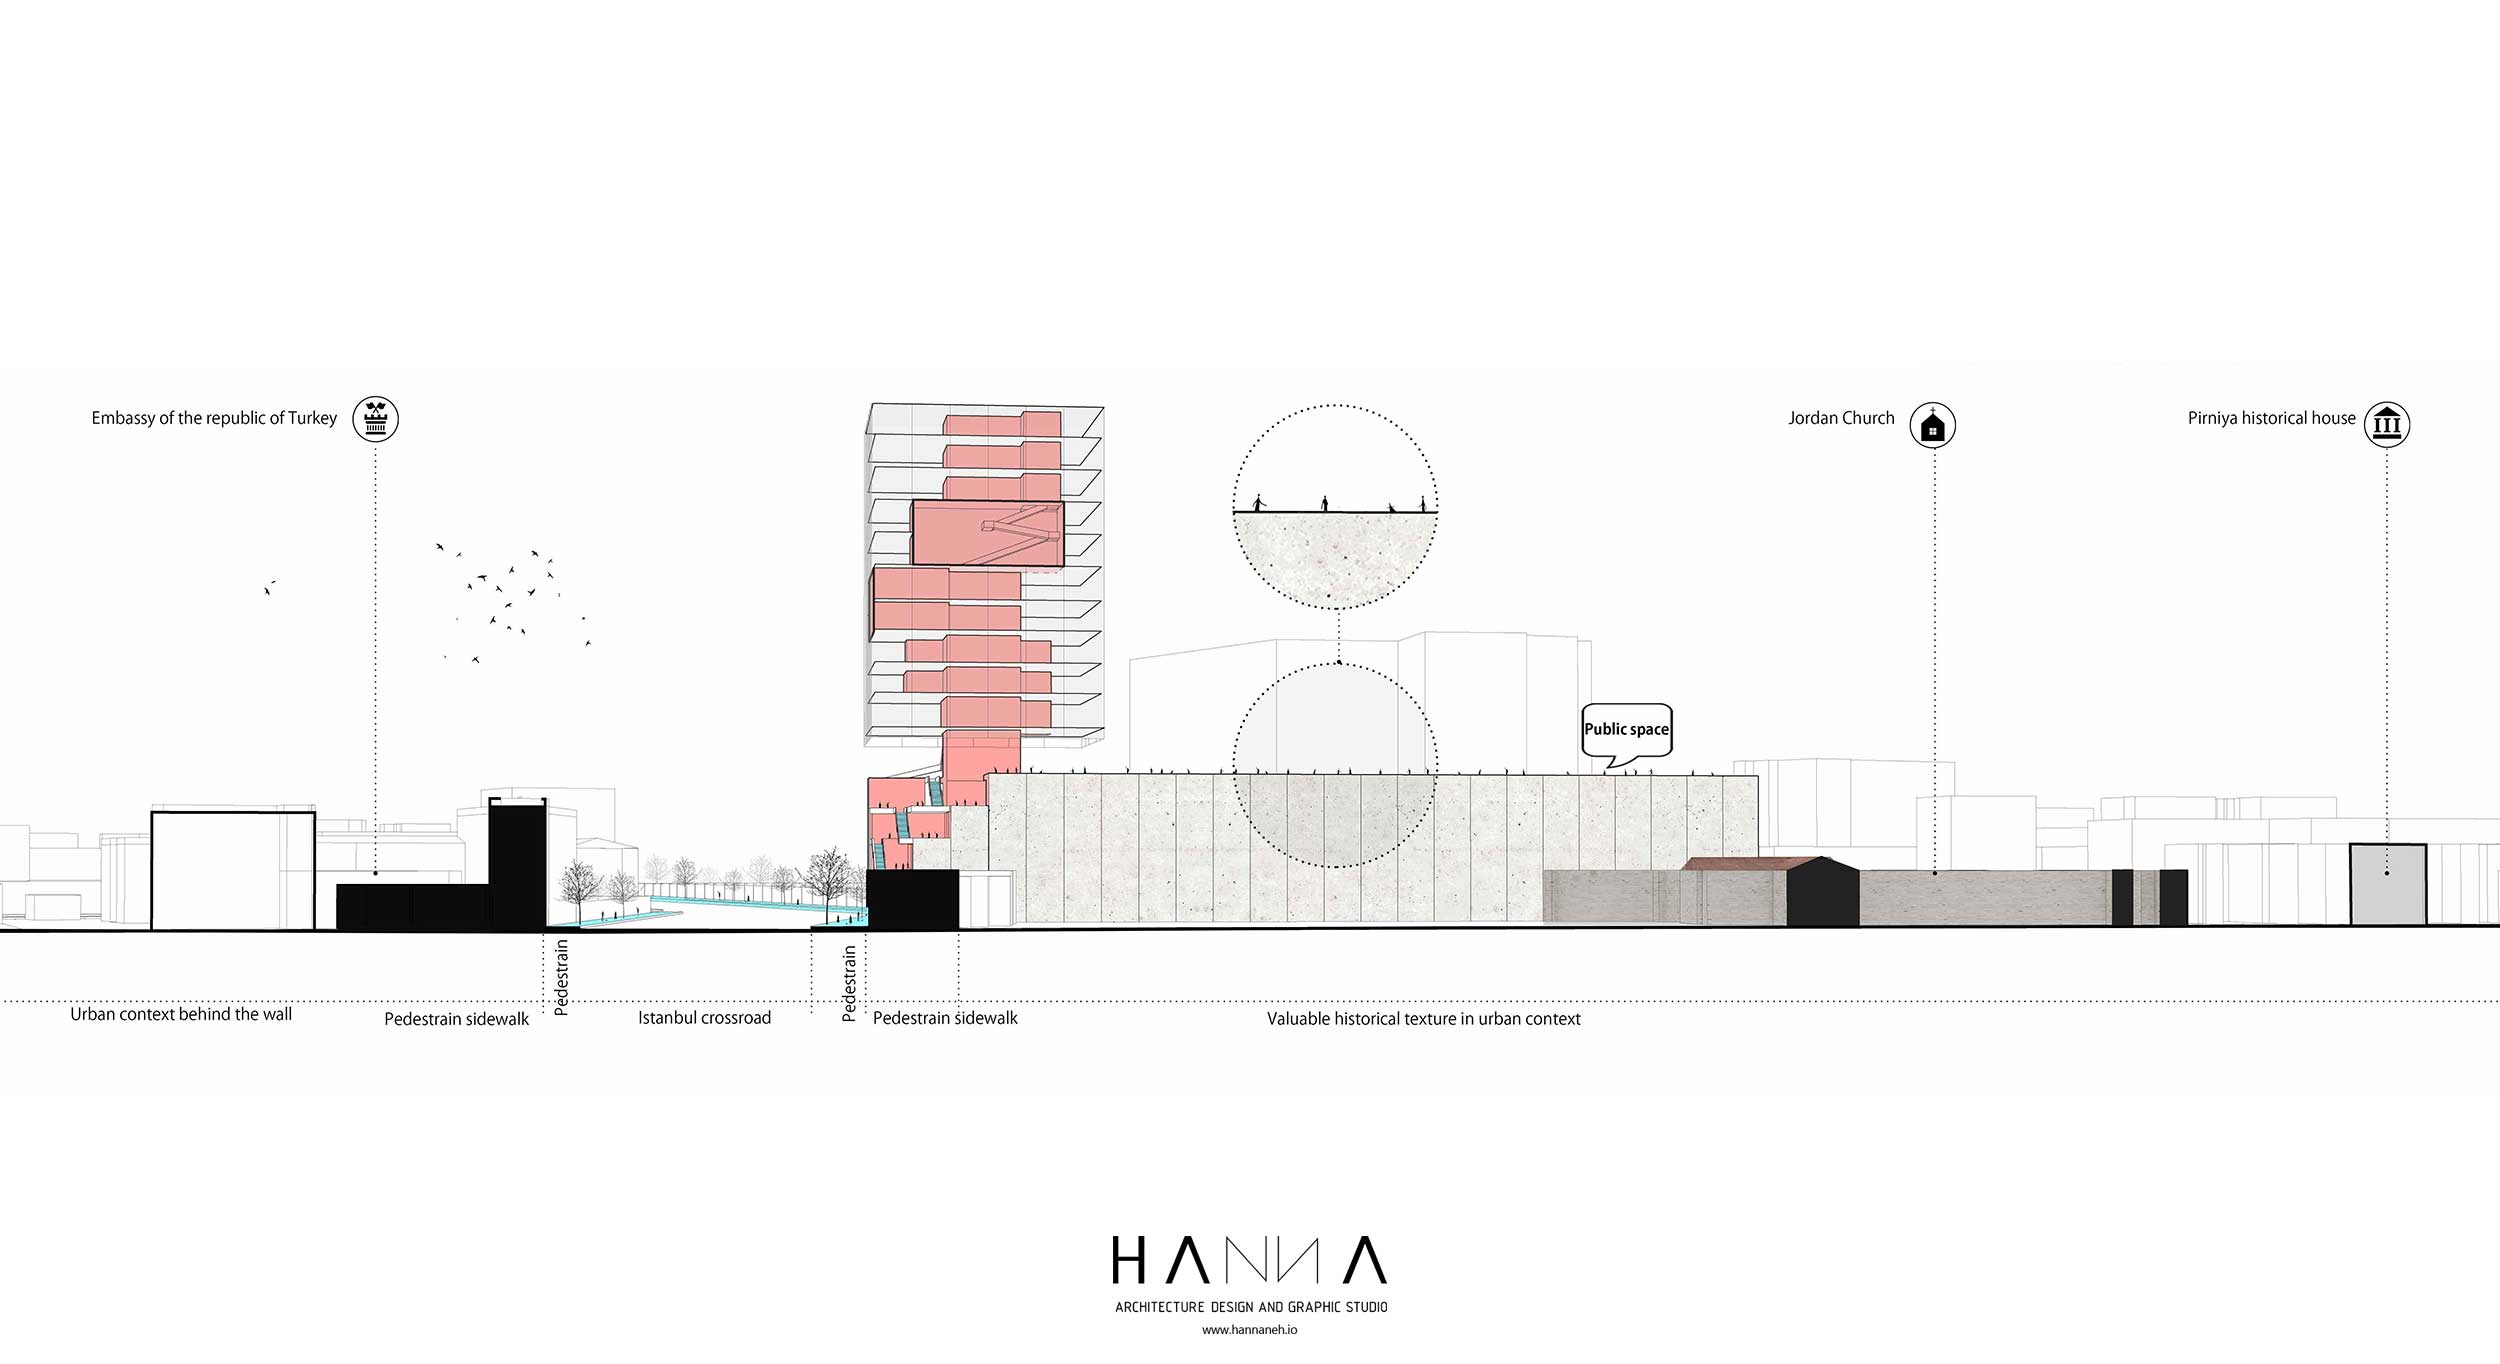 Embassy of the republic of Turkey
Jordan Church
Pirniya historical house
Public space
Urban context behind the wall
Pedestrain sidewalk
Pedestrain
Istanbul crossroad
Pedestrain
Pedestrain sidewalk
Valuable historical texture in urban context
HANNA
ARCHITECTURE DESIGN AND GRAPHIC STUDIO
www.hannaneh.io